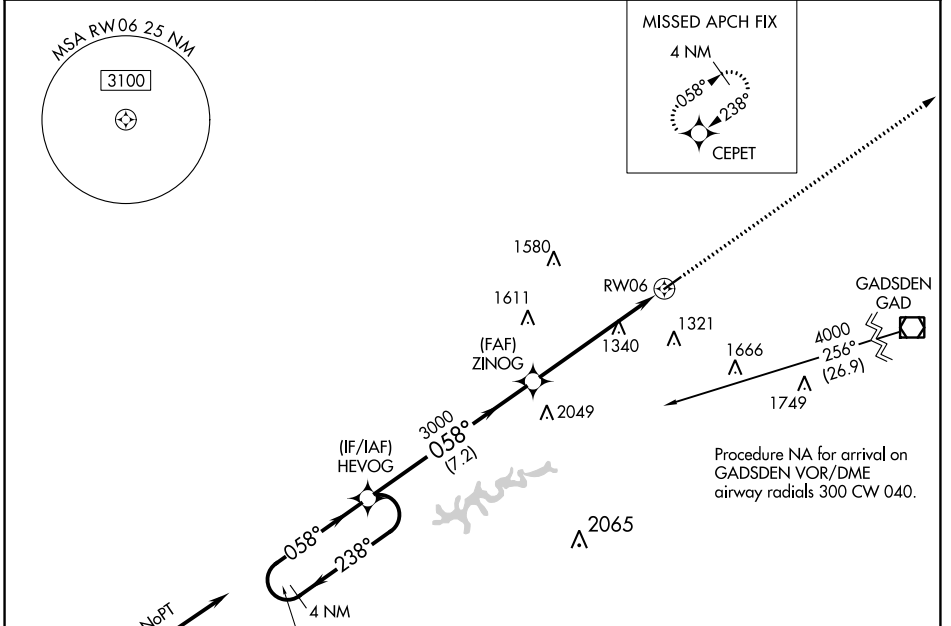 MSA RW06 25 NM
3100
MISSED APCH FIX
4 NM
058°
238°
CEPET
1580
RW06
GADSDEN
GAD
1611
1321
(FAF)
ZINOG
1340
4000
256°
(26.9)
1666
1749
2049
3000
058°
(7.2)
(IF/IAF)
HEVOG
Procedure NA for arrival on
GADSDEN VOR/DME
airway radials 300 CW 040.
058°
238°
2065
4 NM
NoPT